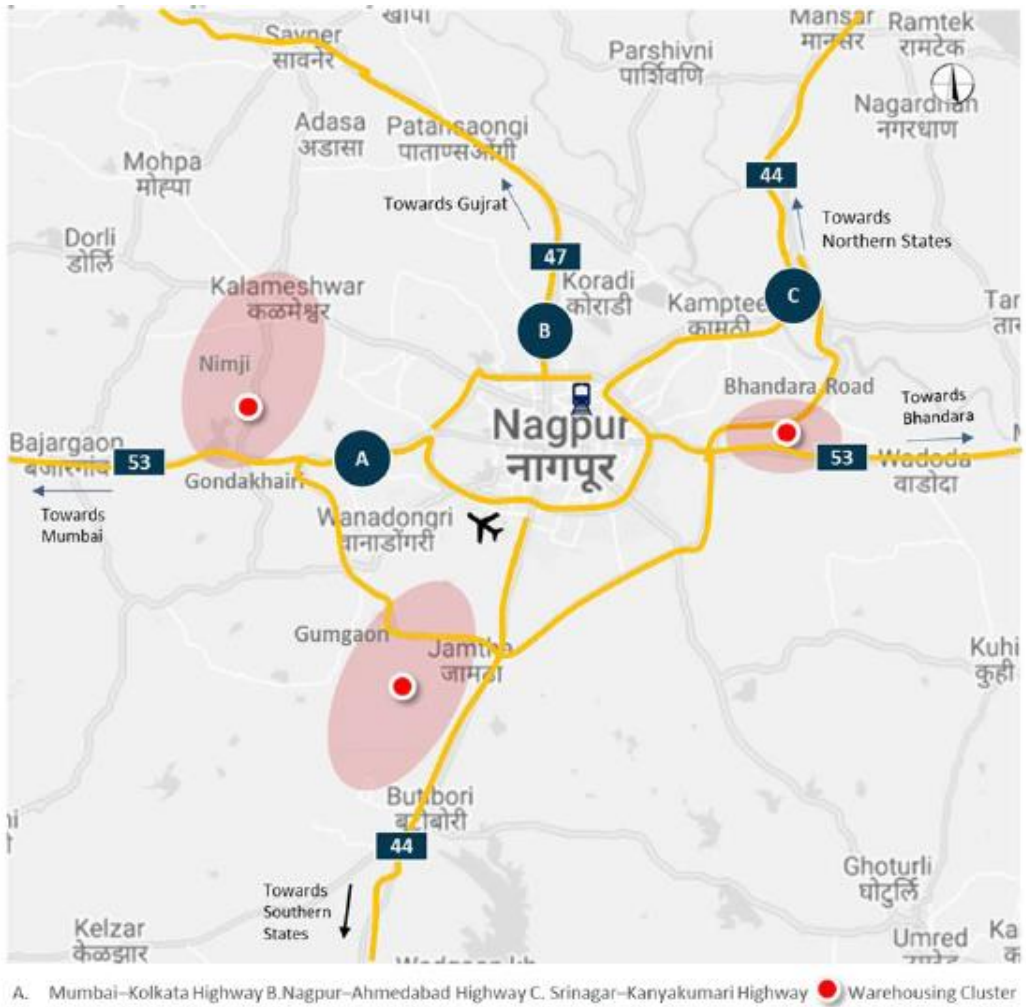 खापा
Savner
सावनेर
Mansar
मानसर
Ramtek
रामटेक
Parshivni
पार्शिवणि
Nagardhan
नगरधाण
Adasa
अडासा
Patansaongi
पाताण्सओंगी
Mohpa
मोह्पा
44
Towards Gujrat
Towards
Northern States
Dorli
डोर्लि
47
Koradi
कोराडी
Kalameshwar
कळमेश्वर
Kamptee
कामठी
C
B
Nimji
Bhandara Road
Towards
Bhandara
Nagpur
नागपूर
Bajargaon
53
A
53
Wadoda
वाडोदा
Gondakhairi
Towards
Mumbai
Wanadongri
वानाडोंगरी
Gumgaon
Jamtha
जामठा
Kuhi
कुही
Butibori
बुटीबोरी
44
Ghoturli
घोटुर्लि
Towards
Southern
States
Kelzar
केळझार
Umred
A. Mumbai–Kolkata Highway B.Nagpur–Ahmedabad Highway C. Srinagar–Kanyakumari Highway Warehousing Cluster